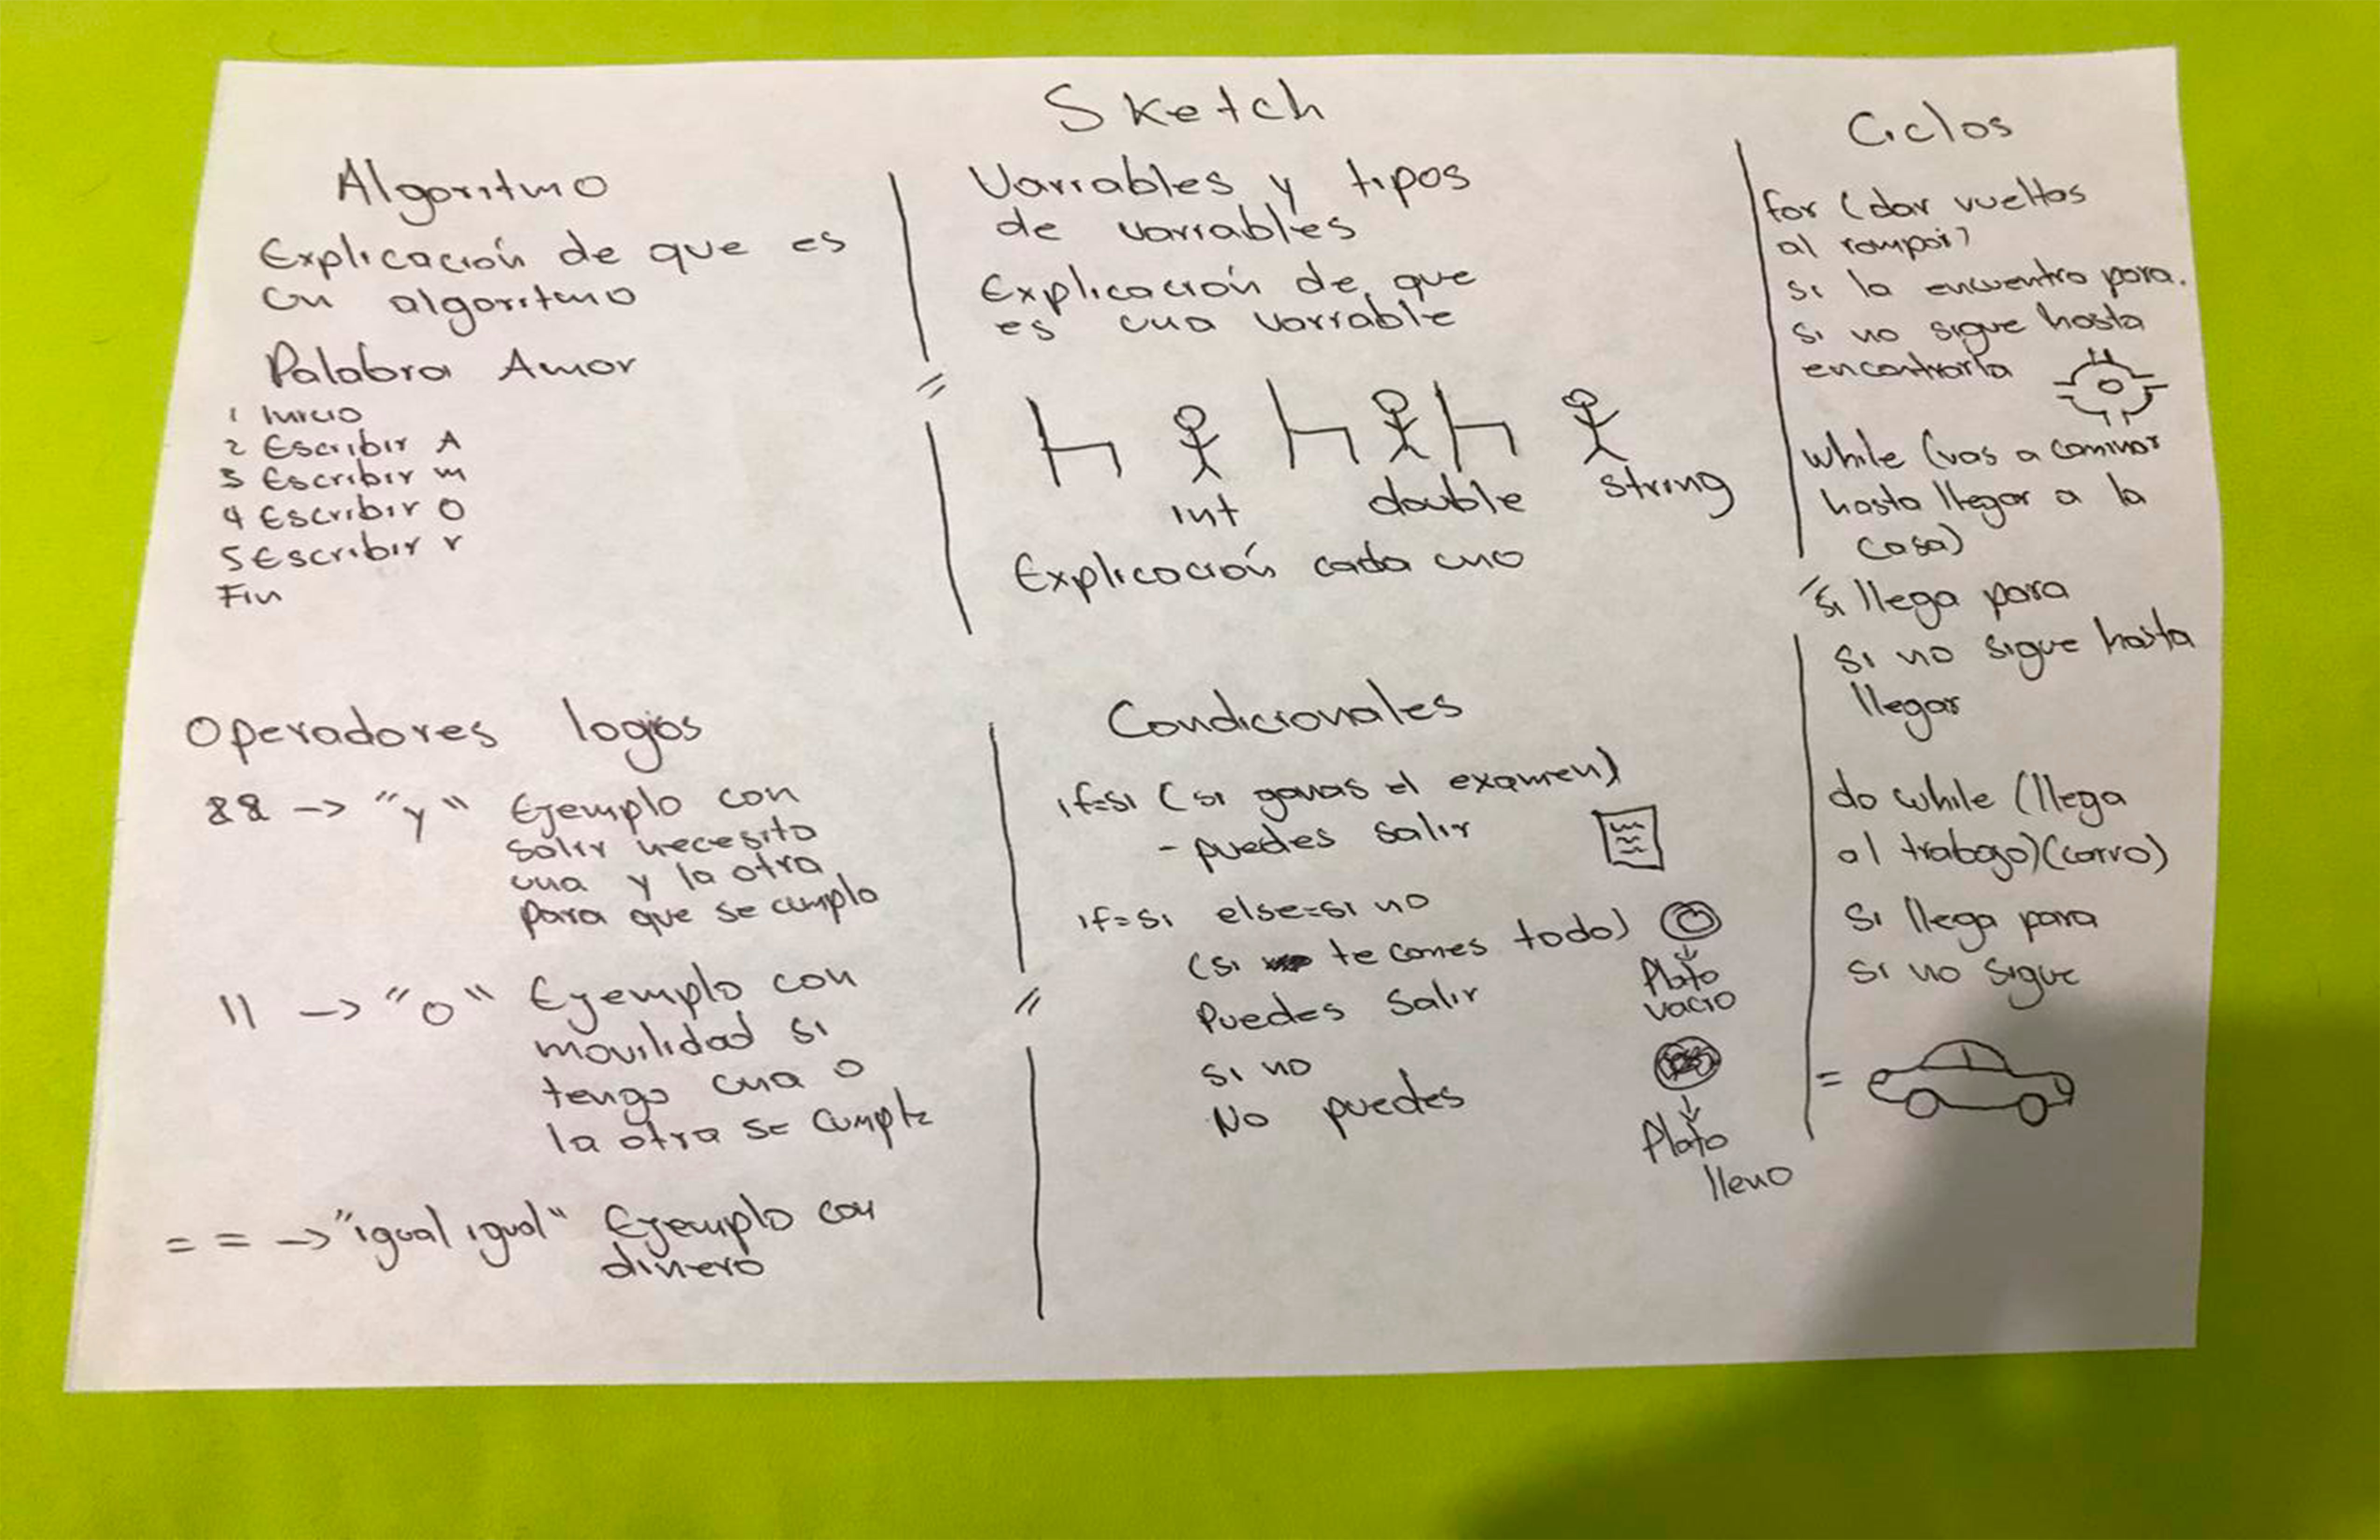 Sketch
Algoritmo
Explicación de que es
un algoritmo
Palabra Amor
1 Inicio
2 Escribir A
3 Escribir m
4 Escribir O
5 Escribir r
Fin
Variables y tipos
de variables
Explicación de que
es una variable
int double string
Explicación cada uno
Ciclos
for (dar vueltas
al rompoi)
si la encuentro para.
si no sigue hasta
encontrarla
while (vas a caminar
hasta llegar a la
casa)
si llega para
si no sigue hasta
llegar
do while (llega
al trabajo)(carro)
si llega para
si no sigue
=
Operadores logios
&& -> "y" Ejemplo con
salir necesito
una y la otra
para que se cumpla
|| -> "o" Ejemplo con
movilidad si
tengo una o
la otra se cumple
== -> "igual igual" Ejemplo con
dinero
Condicionales
if=si (si ganas el examen)
- puedes salir
if=si else=si no
(si te comes todo)
Puedes salir
si no
No puedes
Plato
vacio
Plato
lleno